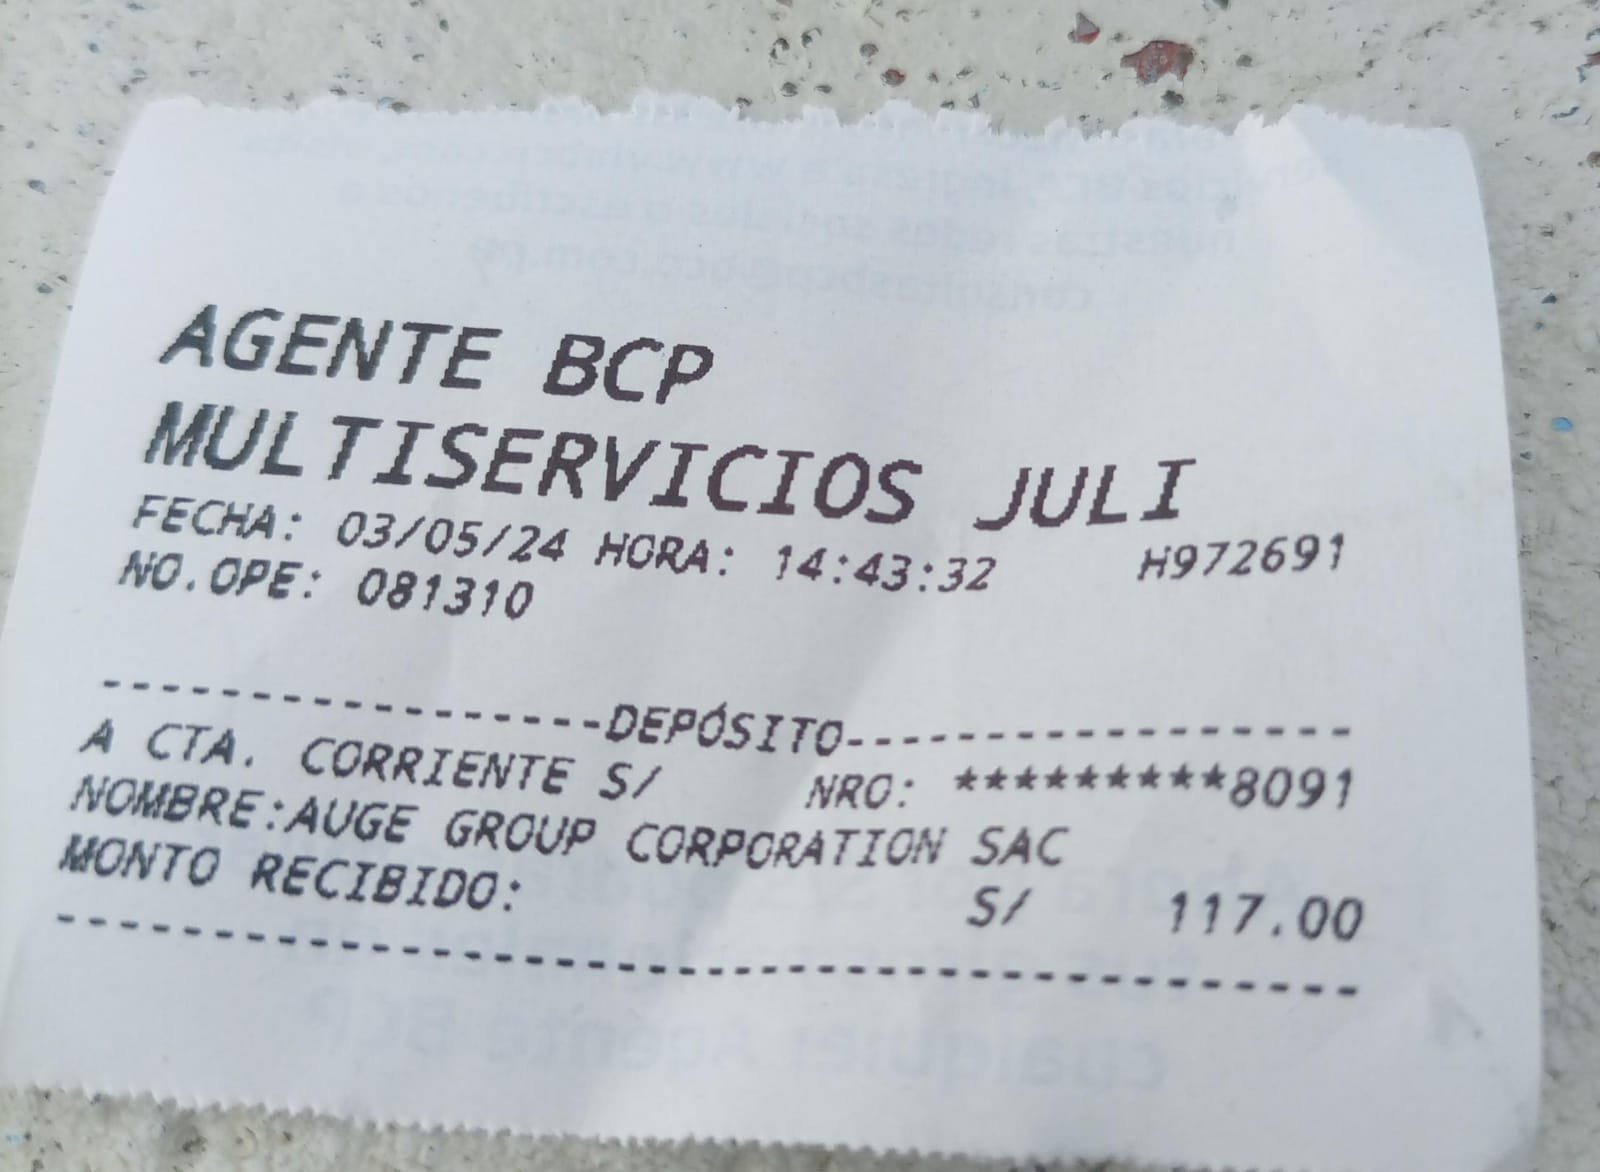 AGENTE BCP
MULTISERVICIOS JULI
FECHA: 03/05/24 HORA: 14:43:32 H972691
NO.OPE: 081310
-----------------DEPÓSITO-----------------
A CTA. CORRIENTE S/ NRO: *********8091
NOMBRE:AUGE GROUP CORPORATION SAC
MONTO RECIBIDO: S/ 117.00